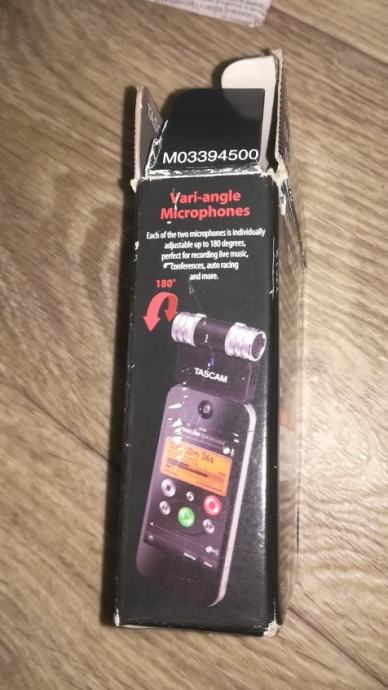 M03394500
Vari-angle
Microphones
Each of the two microphones is individually
adjustable up to 180 degrees,
perfect for recording live music,
conferences, auto racing
and more.
180°
TASCAM
36s